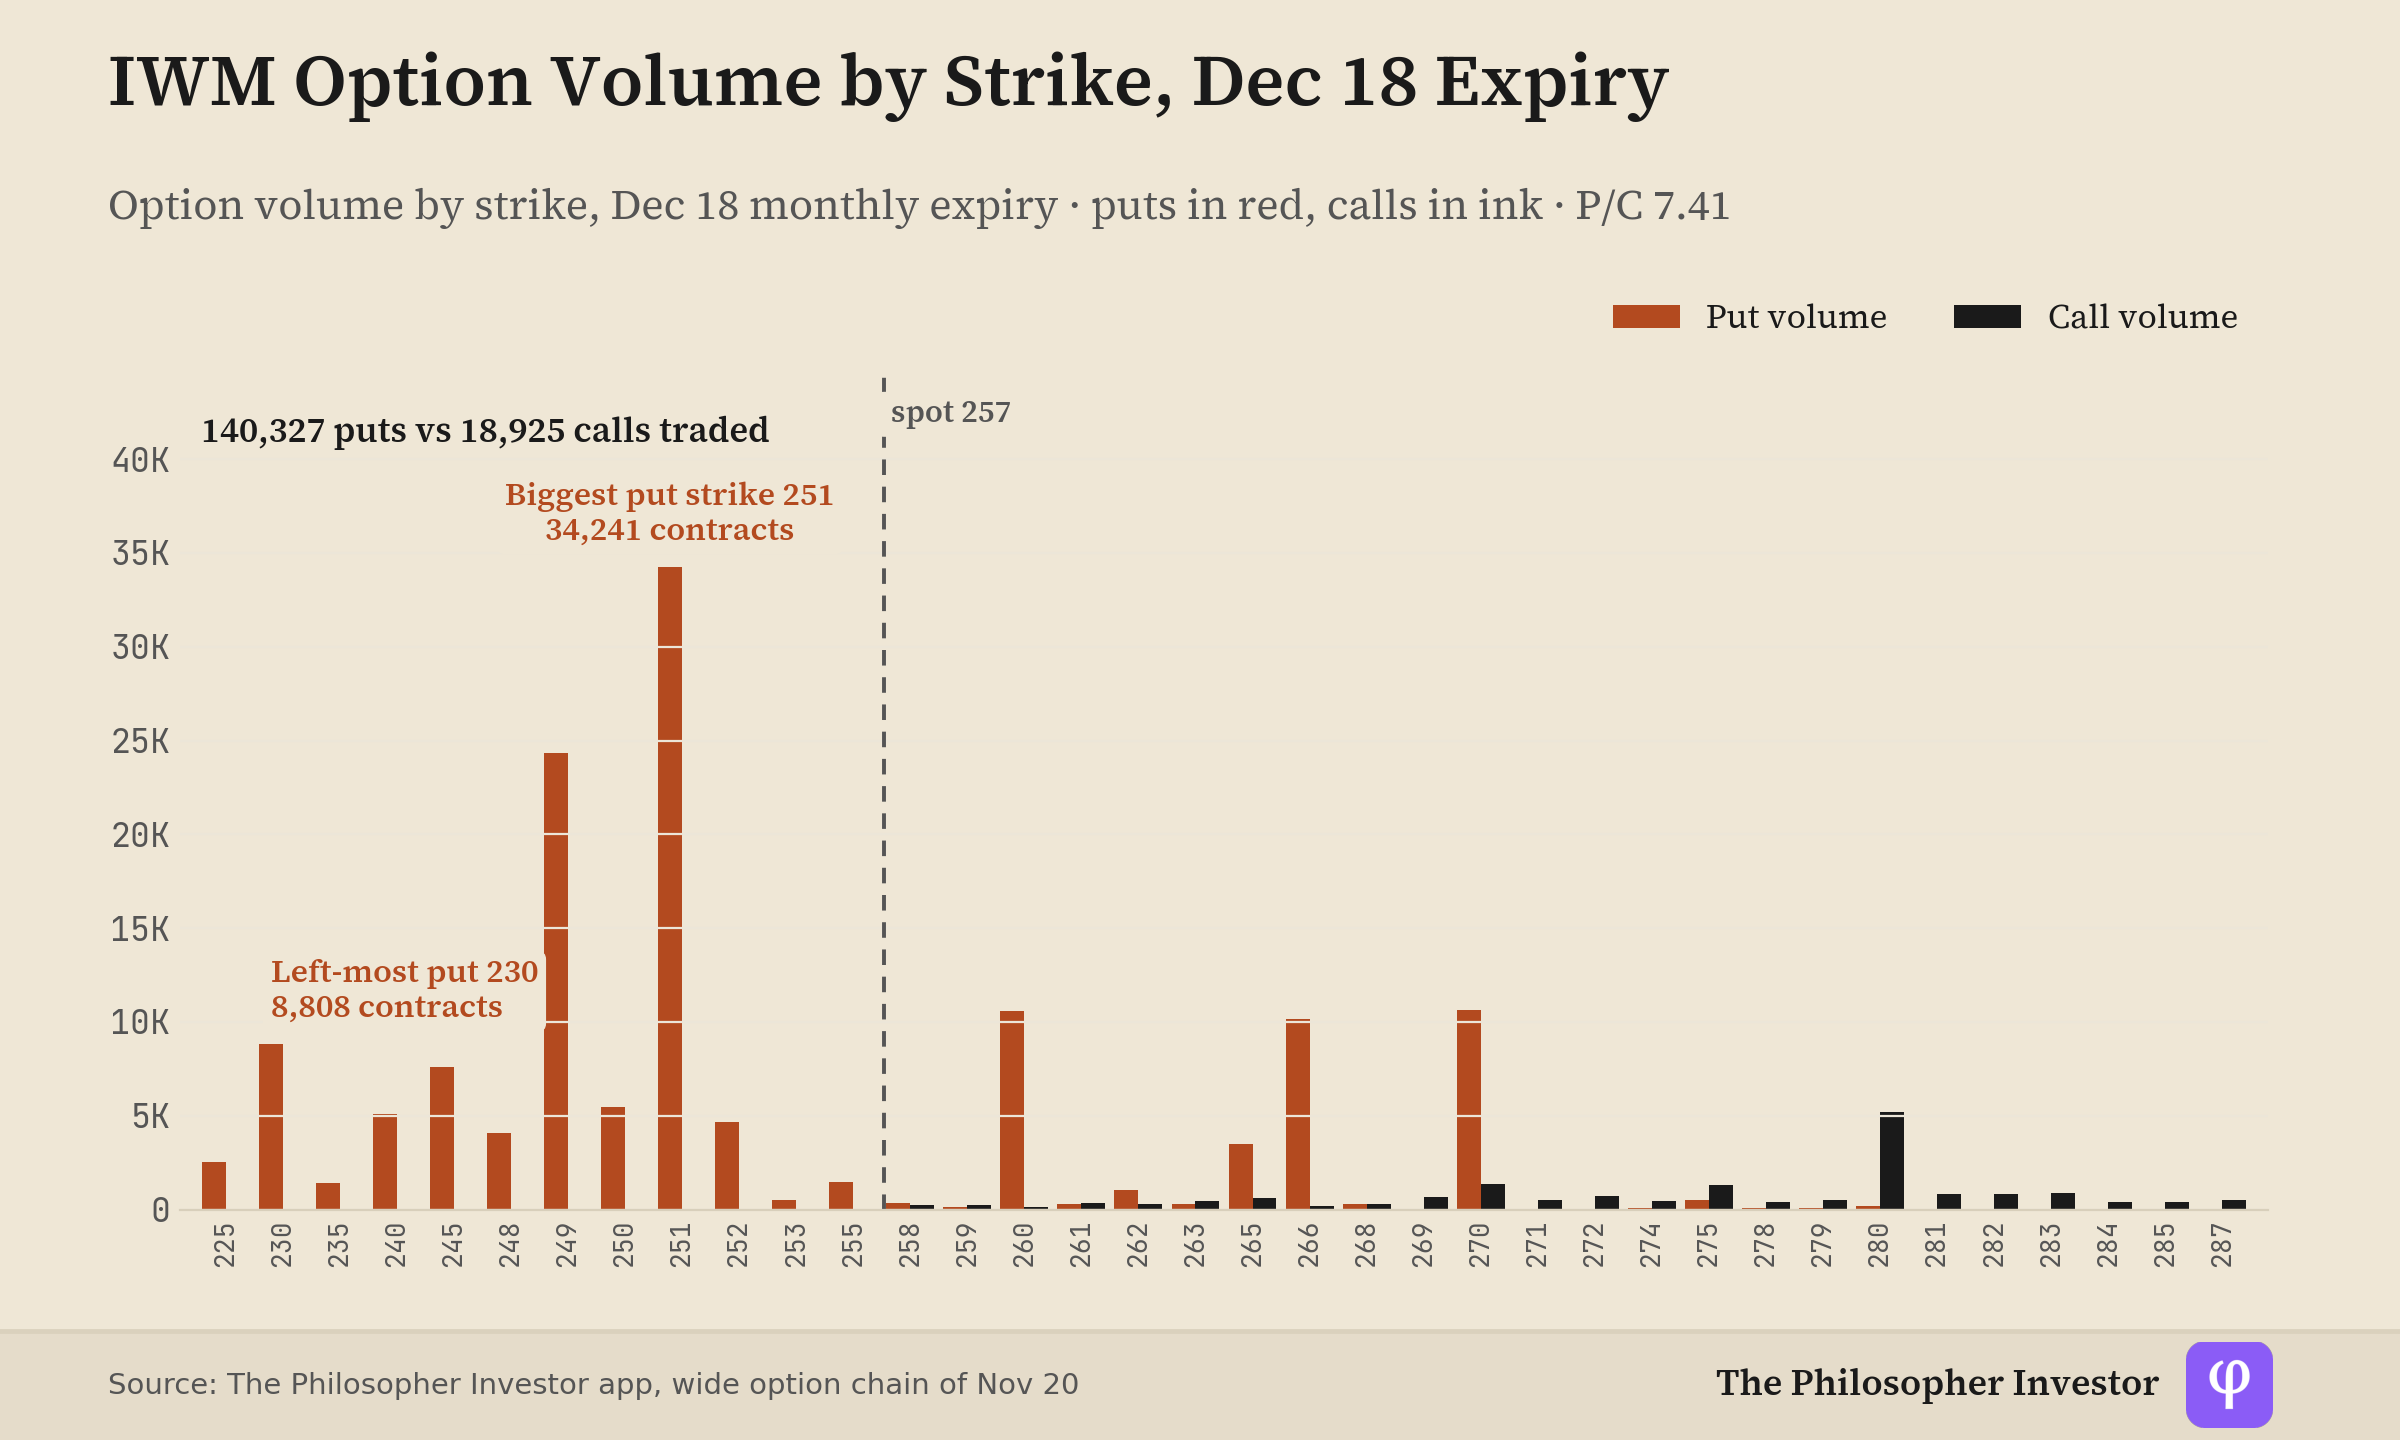 IWM Option Volume by Strike, Dec 18 Expiry
Option volume by strike, Dec 18 monthly expiry · puts in red, calls in ink · P/C 7.41
Put volume
Call volume
spot 257
140,327 puts vs 18,925 calls traded
40K
Biggest put strike 251
34,241 contracts
35K
30K
25K
20K
15K
Left-most put 230
8,808 contracts
10K
5K
0
225
230
235
240
245
248
249
250
251
252
253
255
258
259
260
261
262
263
265
266
268
269
270
271
272
274
275
278
279
280
281
282
283
284
285
287
Source: The Philosopher Investor app, wide option chain of Nov 20
The Philosopher Investor
φ